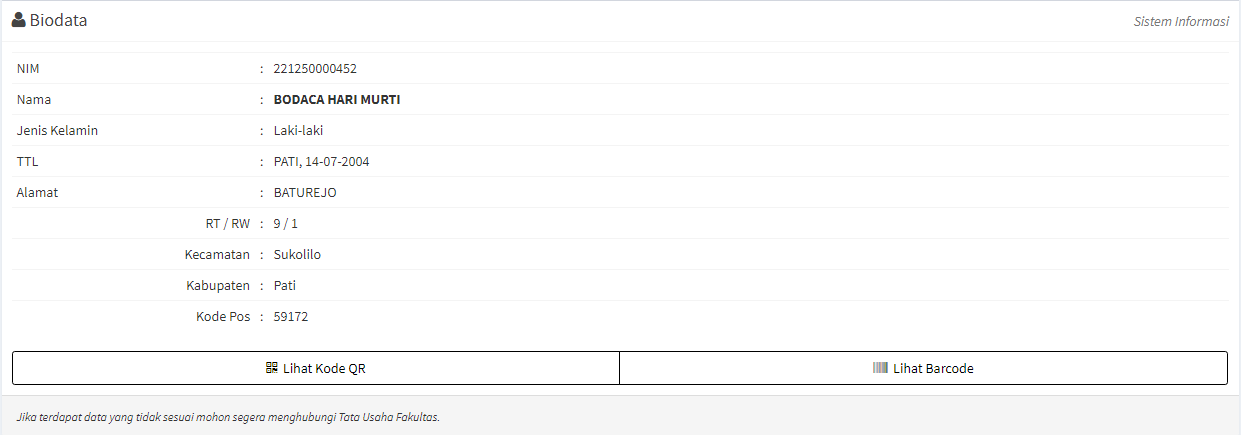 Biodata
Sistem Informasi
NIM : 221250000452
Nama : BODACA HARI MURTI
Jenis Kelamin : Laki-laki
TTL : PATI, 14-07-2004
Alamat : BATUREJO
RT / RW : 9 / 1
Kecamatan : Sukolilo
Kabupaten : Pati
Kode Pos : 59172
Lihat Kode QR
Lihat Barcode
Jika terdapat data yang tidak sesuai mohon segera menghubungi Tata Usaha Fakultas.